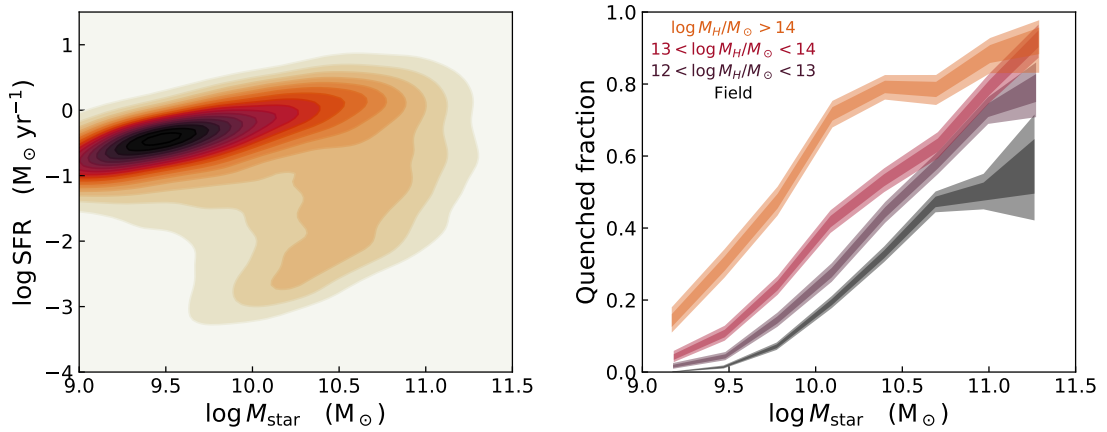 1
0
−1
−2
−3
−4
9.0 9.5 10.0 10.5 11.0 11.5
log SFR (M⊙ yr⁻¹)
log M_star (M⊙)
1.0
0.8
0.6
0.4
0.2
0.0
9.0 9.5 10.0 10.5 11.0 11.5
Quenched fraction
log M_star (M⊙)
log M_H/M⊙ > 14
13 < log M_H/M⊙ < 14
12 < log M_H/M⊙ < 13
Field